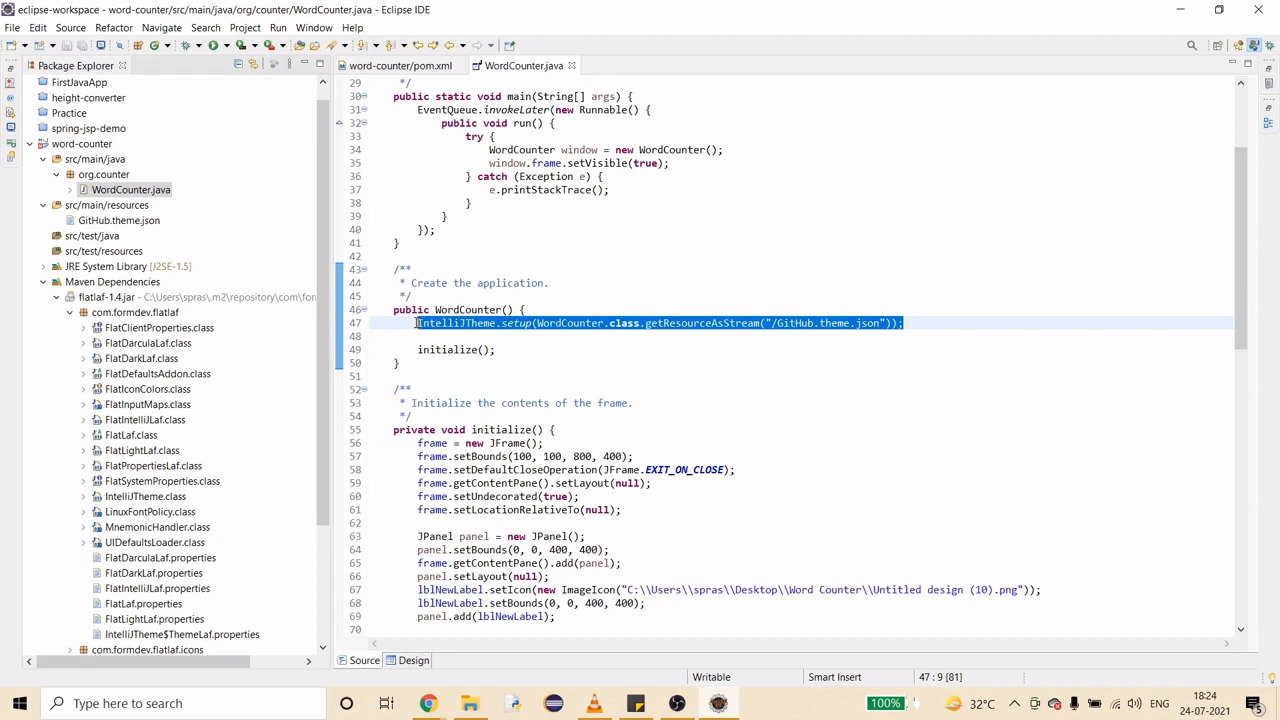 eclipse-workspace - word-counter/src/main/java/org/counter/WordCounter.java - Eclipse IDE
File Edit Source Refactor Navigate Search Project Run Window Help
Package Explorer
FirstJavaApp
height-converter
Practice
spring-jsp-demo
word-counter
src/main/java
org.counter
WordCounter.java
src/main/resources
GitHub.theme.json
src/test/java
src/test/resources
JRE System Library [J2SE-1.5]
Maven Dependencies
flatlaf-1.4.jar - C:\Users\spras\.m2\repository\com\for
com.formdev.flatlaf
FlatClientProperties.class
FlatDarculaLaf.class
FlatDarkLaf.class
FlatDefaultsAddon.class
FlatIconColors.class
FlatInputMaps.class
FlatIntelliJLaf.class
FlatLaf.class
FlatLightLaf.class
FlatPropertiesLaf.class
FlatSystemProperties.class
IntelliJTheme.class
LinuxFontPolicy.class
MnemonicHandler.class
UIDefaultsLoader.class
FlatDarculaLaf.properties
FlatDarkLaf.properties
FlatIntelliJLaf.properties
FlatLaf.properties
FlatLightLaf.properties
IntelliJTheme$ThemeLaf.properties
com.formdev.flatlaf.icons
word-counter/pom.xml WordCounter.java
29 */
30 public static void main(String[] args) {
31 EventQueue.invokeLater(new Runnable() {
32 public void run() {
33 try {
34 WordCounter window = new WordCounter();
35 window.frame.setVisible(true);
36 } catch (Exception e) {
37 e.printStackTrace();
38 }
39 }
40 });
41 }
42
43 /**
44 * Create the application.
45 */
46 public WordCounter() {
47 IntelliJTheme.setup(WordCounter.class.getResourceAsStream("/GitHub.theme.json"));
48
49 initialize();
50 }
51
52 /**
53 * Initialize the contents of the frame.
54 */
55 private void initialize() {
56 frame = new JFrame();
57 frame.setBounds(100, 100, 800, 400);
58 frame.setDefaultCloseOperation(JFrame.EXIT_ON_CLOSE);
59 frame.getContentPane().setLayout(null);
60 frame.setUndecorated(true);
61 frame.setLocationRelativeTo(null);
62
63 JPanel panel = new JPanel();
64 panel.setBounds(0, 0, 400, 400);
65 frame.getContentPane().add(panel);
66 panel.setLayout(null);
67 lblNewLabel.setIcon(new ImageIcon("C:\\Users\\spras\\Desktop\\Word Counter\\Untitled design (10).png"));
68 lblNewLabel.setBounds(0, 0, 400, 400);
69 panel.add(lblNewLabel);
70
Source Design
Writable Smart Insert 47 : 9 [81]
Type here to search
100% 32°C
18:24
24-07-2021
5